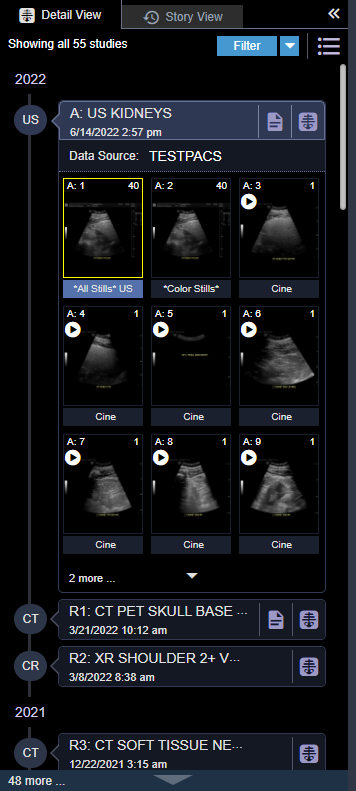 Detail View
Story View
Showing all 55 studies
Filter
2022
US
A: US KIDNEYS
6/14/2022 2:57 pm
Data Source: TESTPACS
A: 1 40
A: 2 40
A: 3 1
*All Stills* US
*Color Stills*
Cine
A: 4 1
A: 5 1
A: 6 1
Cine
Cine
Cine
A: 7 1
A: 8 1
A: 9 1
Cine
Cine
Cine
2 more ...
CT
R1: CT PET SKULL BASE ...
3/21/2022 10:12 am
CR
R2: XR SHOULDER 2+ V...
3/8/2022 8:38 am
2021
CT
R3: CT SOFT TISSUE NE...
12/22/2021 3:15 am
48 more ...